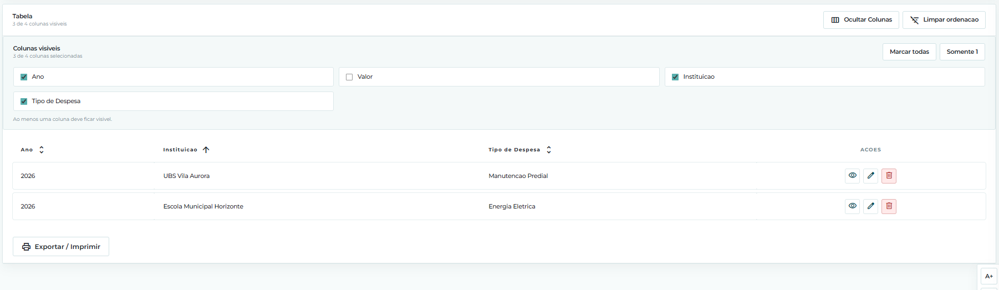 Tabela
3 de 4 colunas visiveis
Ocultar Colunas
Limpar ordenacao
Colunas visiveis
3 de 4 colunas selecionadas
Marcar todas
Somente 1
Ano
Valor
Instituicao
Tipo de Despesa
Ao menos uma coluna deve ficar visivel.
Ano
Instituicao
Tipo de Despesa
ACOES
2026
UBS Vila Aurora
Manutencao Predial
2026
Escola Municipal Horizonte
Energia Eletrica
Exportar / Imprimir
A+